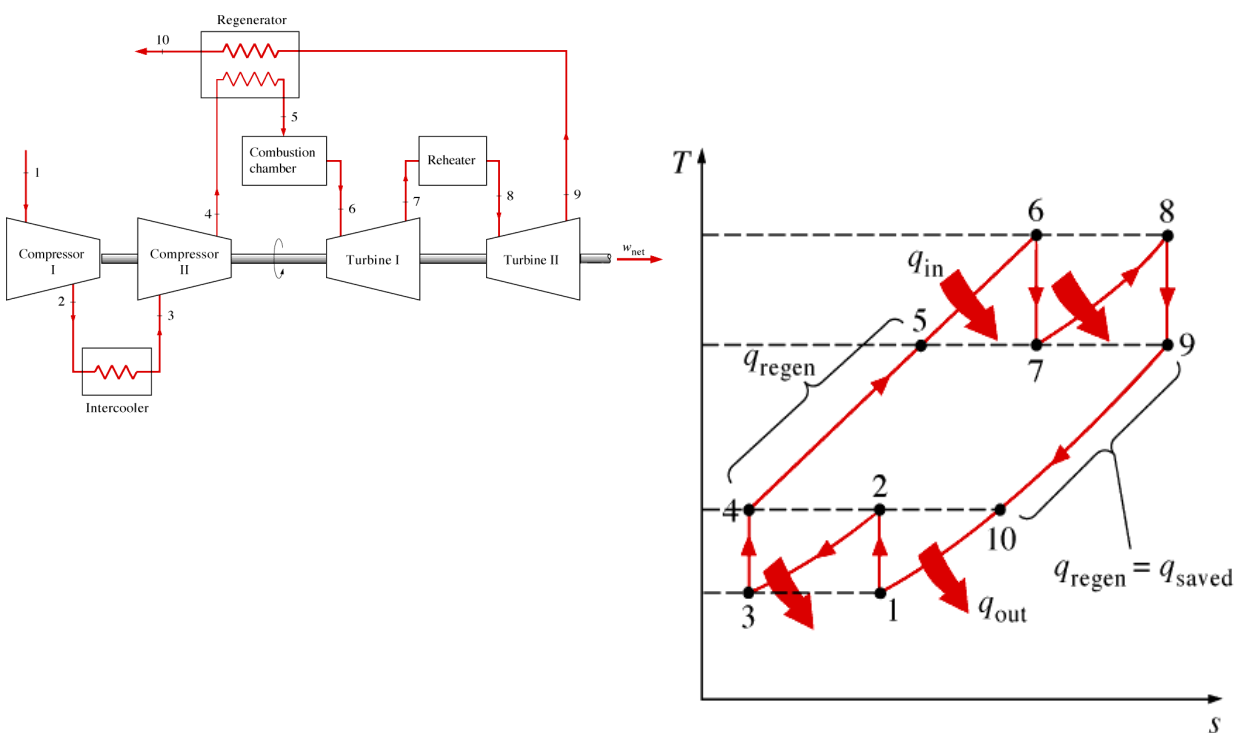 Regenerator
10
5
Combustion
chamber
Reheater
1
4
6
7
8
9
Compressor
I
Compressor
II
Turbine I
Turbine II
w_net
2
3
Intercooler
T
6
8
q_in
5
7
9
q_regen
4
2
10
q_regen = q_saved
3
1
q_out
s